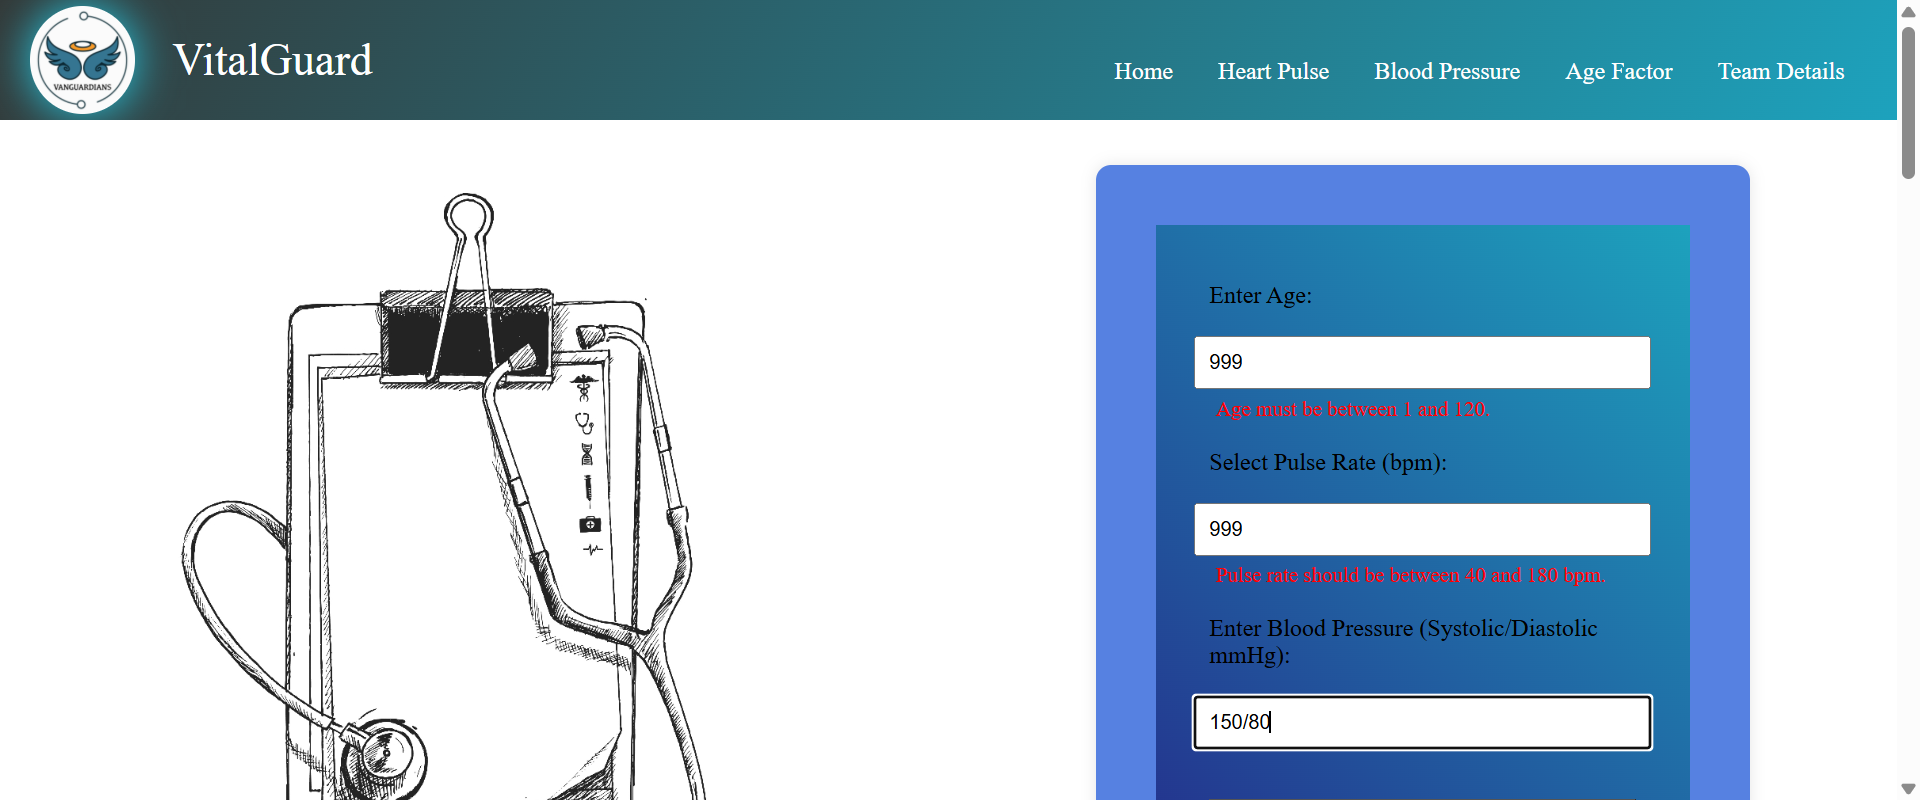 VANGUARDIANS
VitalGuard
Home
Heart Pulse
Blood Pressure
Age Factor
Team Details
Enter Age:
999
Age must be between 1 and 120.
Select Pulse Rate (bpm):
999
Pulse rate should be between 40 and 180 bpm.
Enter Blood Pressure (Systolic/Diastolic
mmHg):
150/80